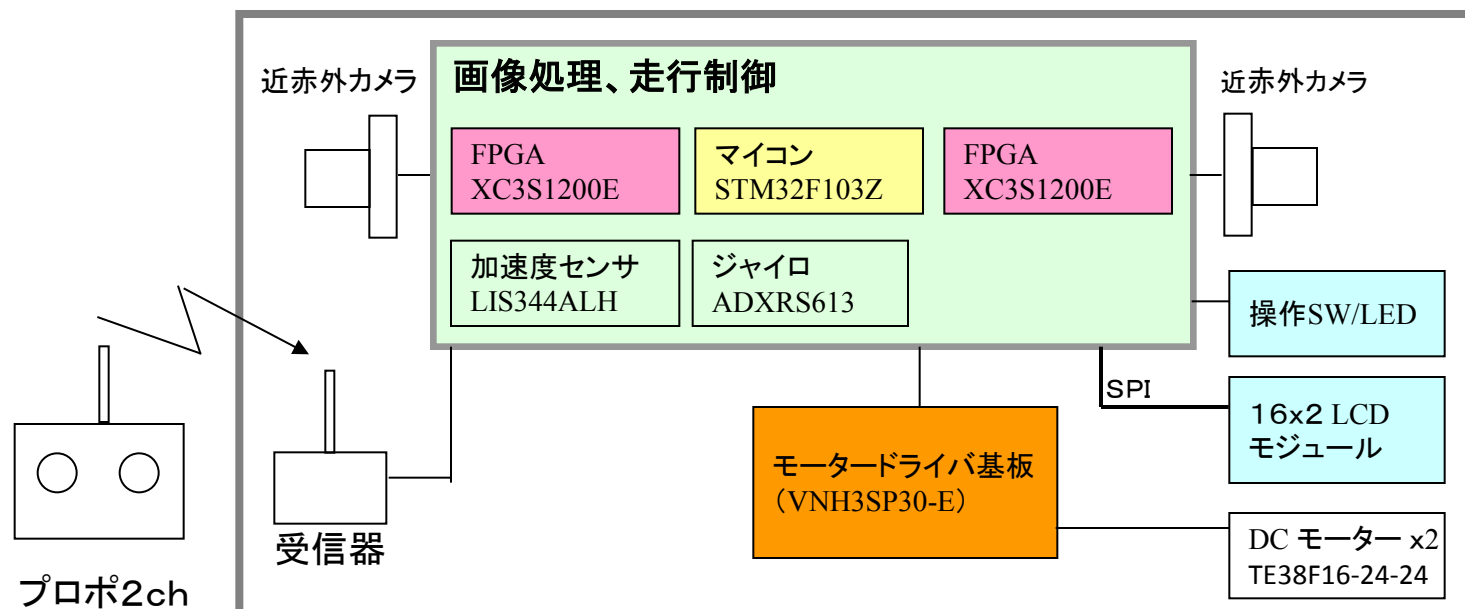 近赤外カメラ
画像処理、走行制御
近赤外カメラ
FPGA
XC3S1200E
マイコン
STM32F103Z
FPGA
XC3S1200E
加速度センサ
LIS344ALH
ジャイロ
ADXRS613
操作SW/LED
SPI
16x2 LCD
モジュール
モータードライバ基板
（VNH3SP30-E）
受信器
DC モーター x2
TE38F16-24-24
プロポ2ch